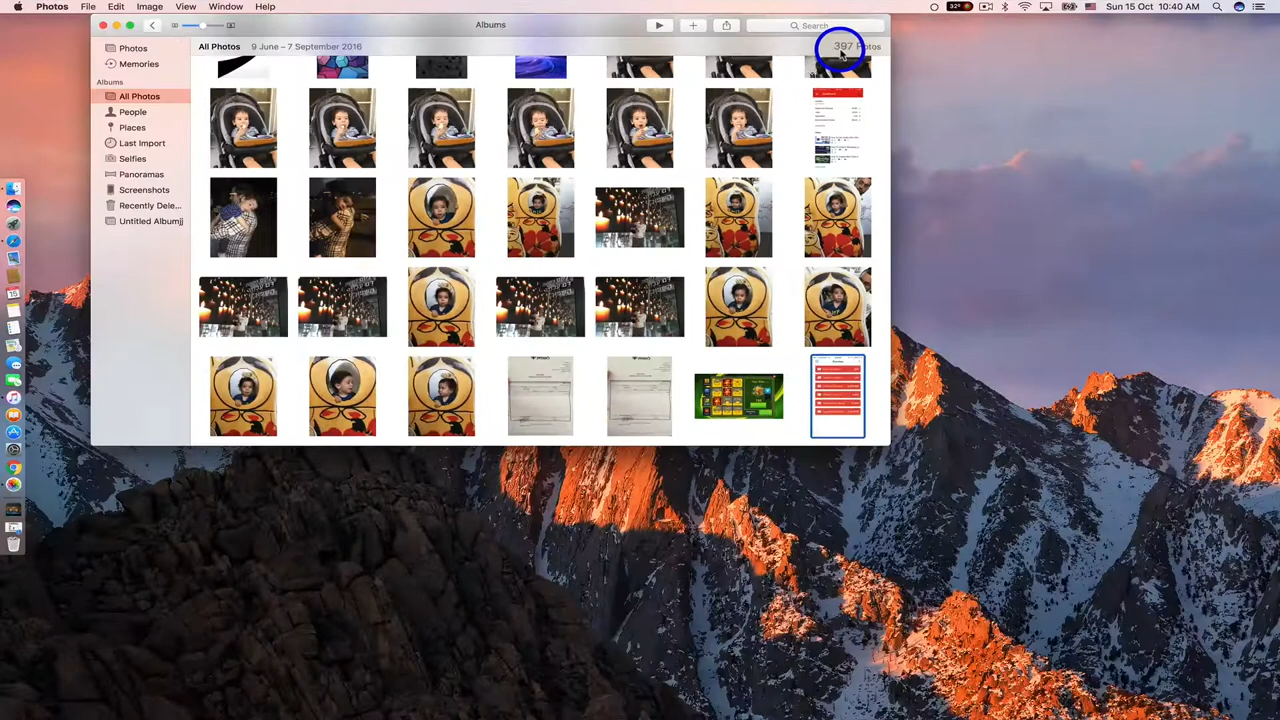 Photos File Edit Image View Window Help
32° Sun 15 Oct 10:40 AM
Albums
Search
All Photos 9 June – 7 September 2016
397 Photos
Photos
Memories
Albums
All Photos
People
Places
Last Import
Selfies
Panoramas
Screenshots
Recently Dele...
Untitled Albumjj